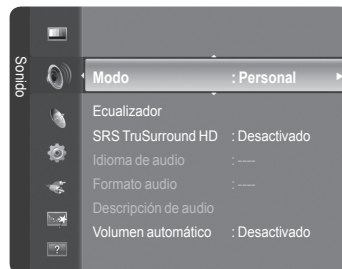 Sonido
Modo : Personal
Ecualizador
SRS TruSurround HD : Desactivado
Idioma de audio : ----
Formato audio : ----
Descripción de audio
Volumen automático : Desactivado
?